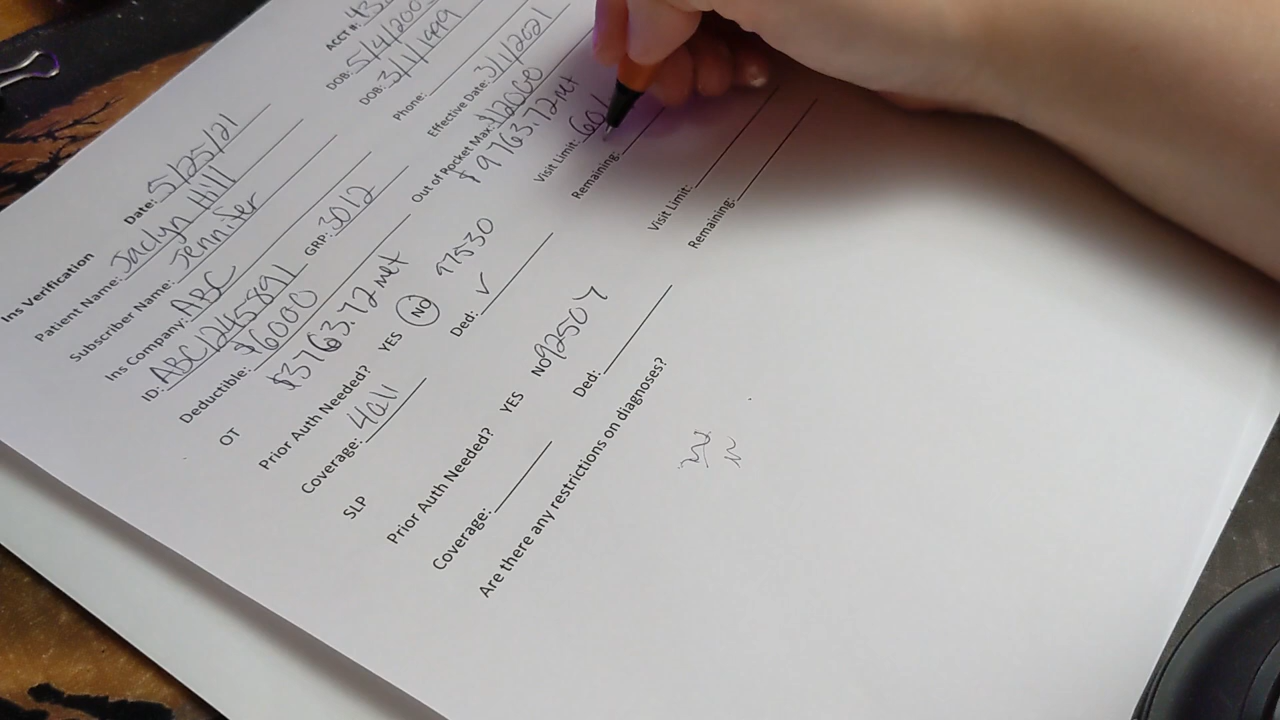 Ins Verification
Date: 5/25/21 ACCT #: 43
Patient Name: Jaclyn Hill DOB: 5/4/200
Subscriber Name: Jennifer DOB: 3/1/1999
Ins Company: ABC Phone:
ID: ABC1245891 GRP: 3012 Effective Date: 3/1/2021
Deductible: $6000 Out of Pocket Max: $12000
$3763.72 met $9763.72 met
OT
Prior Auth Needed? YES NO 97530 Visit Limit: 60
Coverage: Ded: ✓ Remaining:
SLP
Prior Auth Needed? YES NO 92507 Visit Limit:
Coverage: Ded: Remaining:
Are there any restrictions on diagnoses?